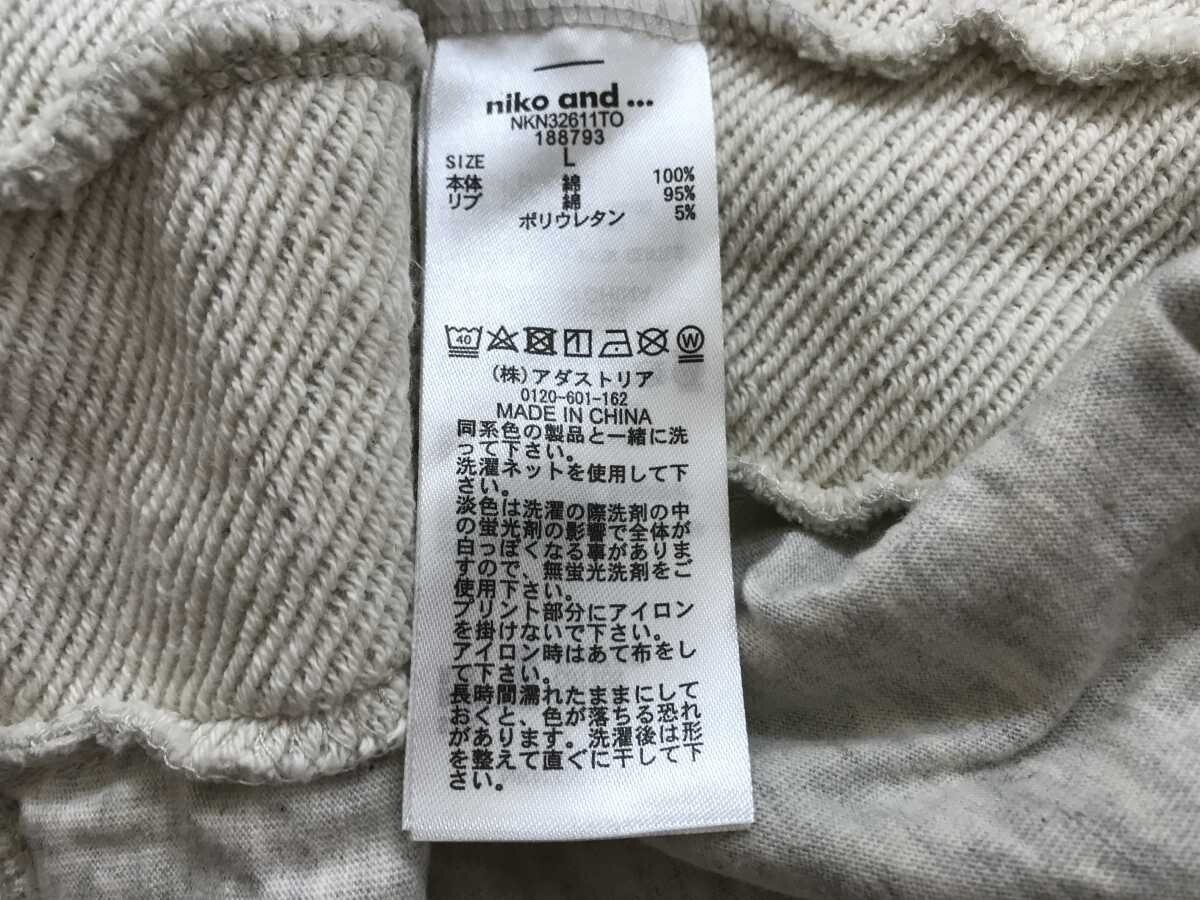 niko and ...
NKN32611TO
188793
SIZE L
本体 綿 100%
リブ 綿 95%
ポリウレタン 5%
40 W
(株)アダストリア
0120-601-162
MADE IN CHINA
同系色の製品と一緒に洗
って下さい。
洗濯ネットを使用して下
さい。
淡色は洗濯の際洗剤の中
の蛍光剤の影響で全体が
白っぽくなる事がありま
すので、無蛍光洗剤をご
使用下さい。
プリント部分にアイロン
を掛けないで下さい。
アイロン時はあて布をし
て下さい。
長時間濡れたままにして
おくと、色が落ちる恐れ
があります。洗濯後は形
を整えて直ぐに干して下
さい。